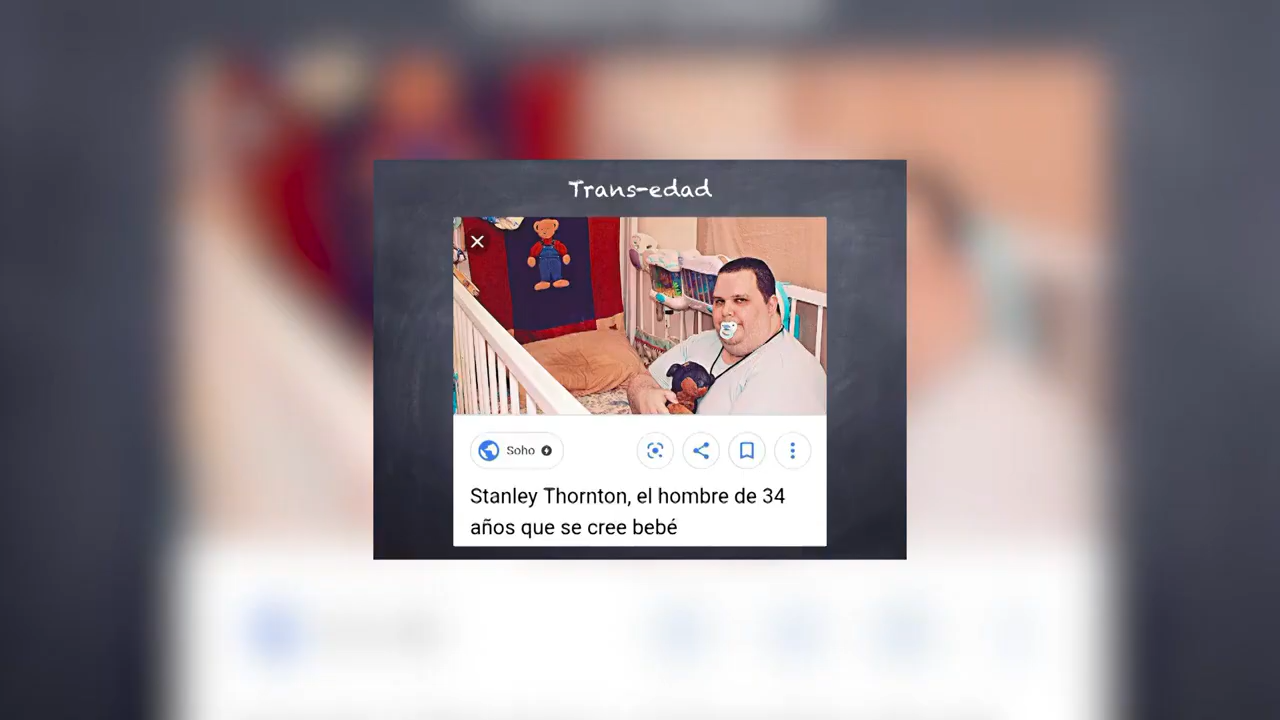 Trans-edad
Soho
Stanley Thornton, el hombre de 34
años que se cree bebé